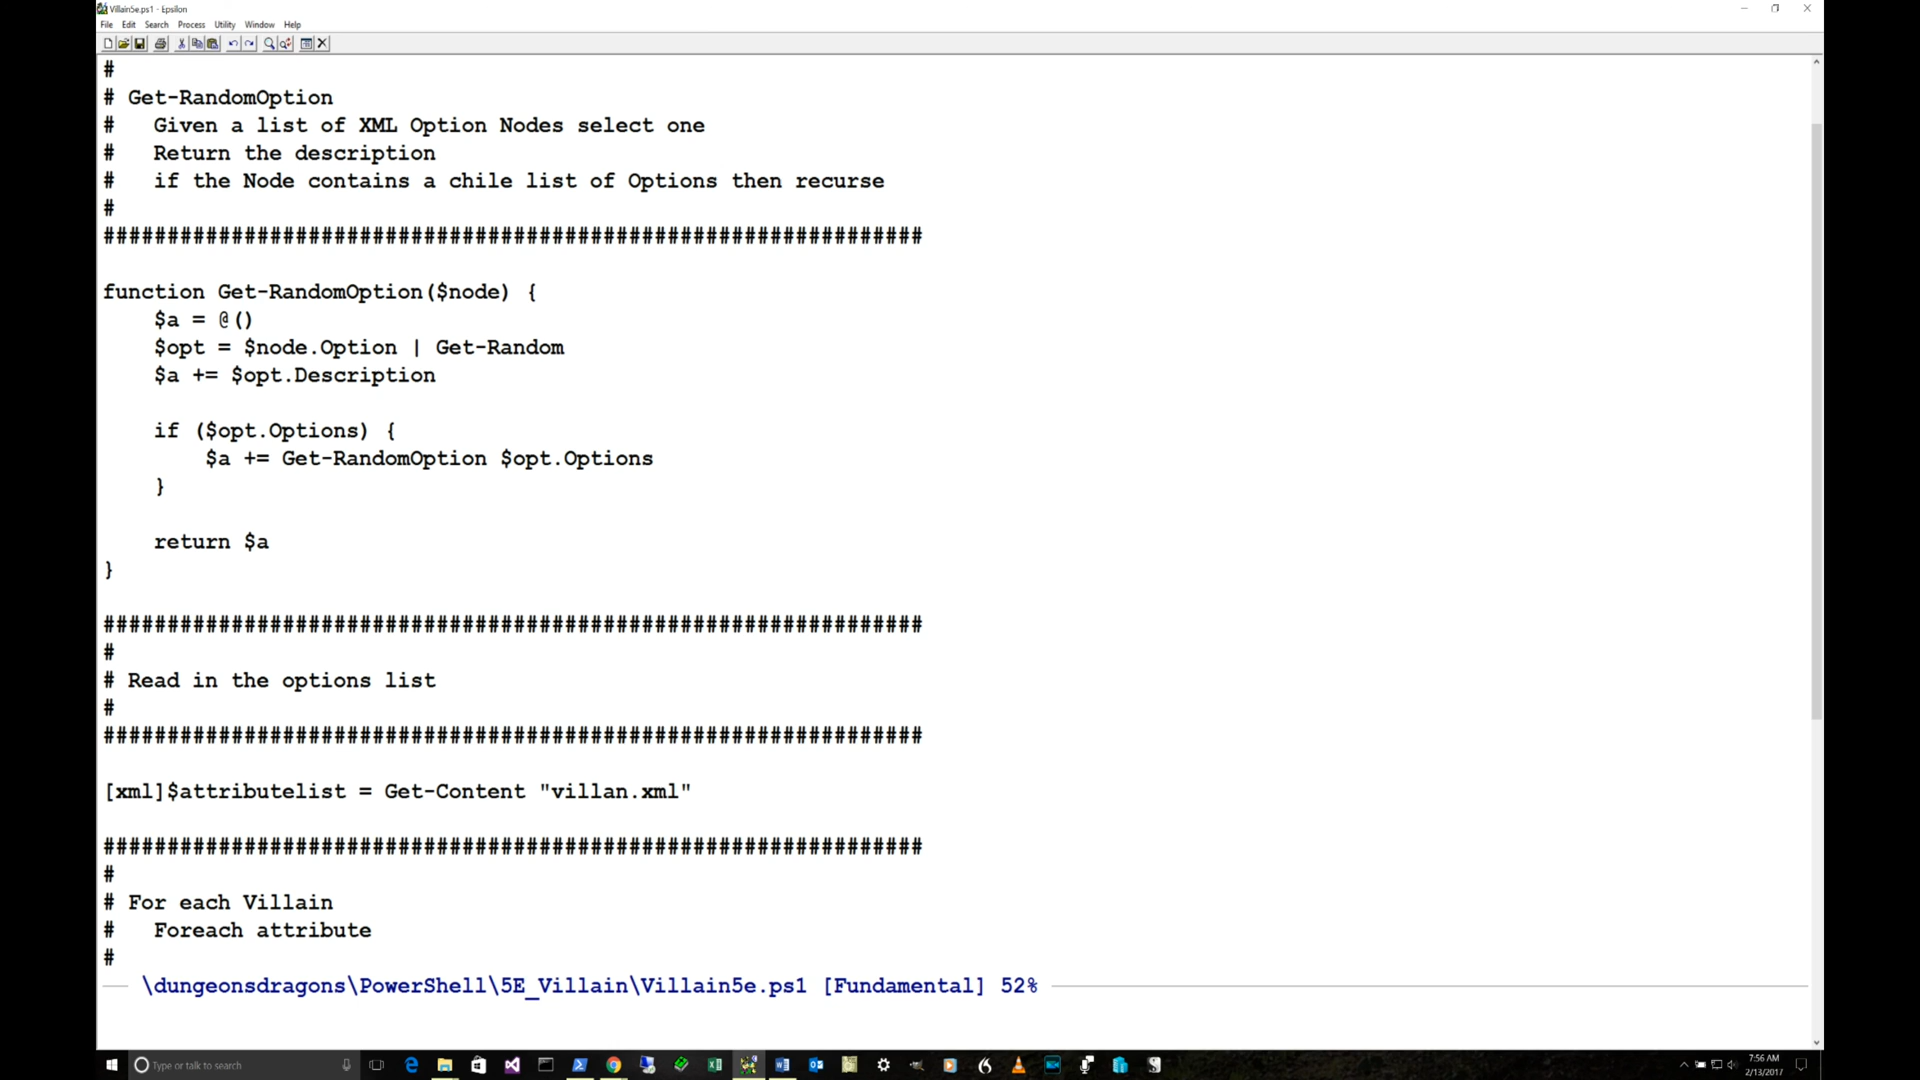 Villain5e.ps1 - Epsilon
File Edit Search Process Utility Window Help
#
# Get-RandomOption
#   Given a list of XML Option Nodes select one
#   Return the description
#   if the Node contains a chile list of Options then recurse
#
################################################################
function Get-RandomOption($node) {
    $a = @()
    $opt = $node.Option | Get-Random
    $a += $opt.Description
    if ($opt.Options) {
        $a += Get-RandomOption $opt.Options
    }
    return $a
}
################################################################
#
# Read in the options list
#
################################################################
[xml]$attributelist = Get-Content "villan.xml"
################################################################
#
# For each Villain
#   Foreach attribute
#
\dungeonsdragons\PowerShell\5E_Villain\Villain5e.ps1 [Fundamental] 52%
Type or talk to search
7:56 AM
2/13/2017